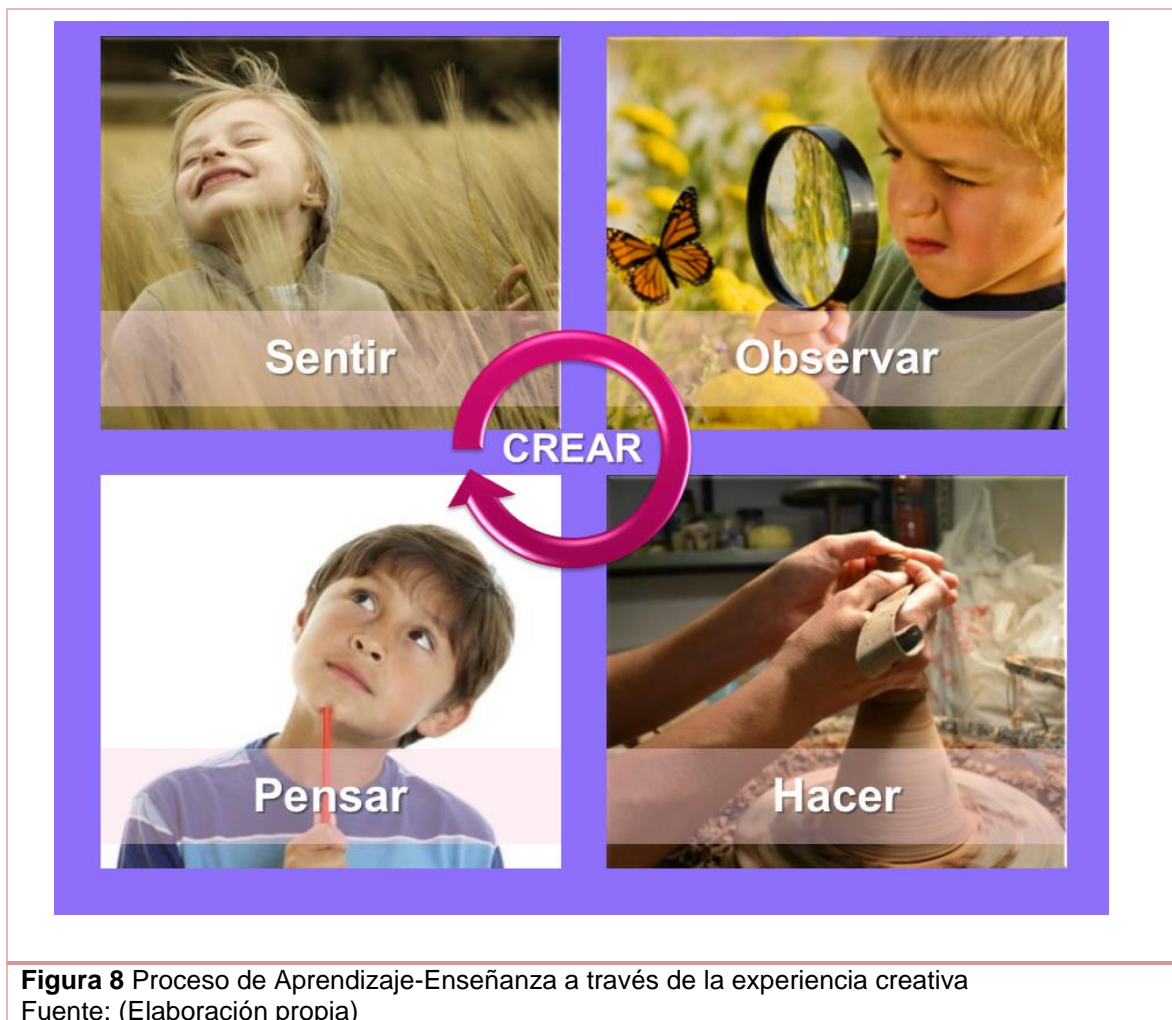 Sentir
Observar
CREAR
Pensar
Hacer
Figura 8 Proceso de Aprendizaje-Enseñanza a través de la experiencia creativa
Fuente: (Elaboración propia)